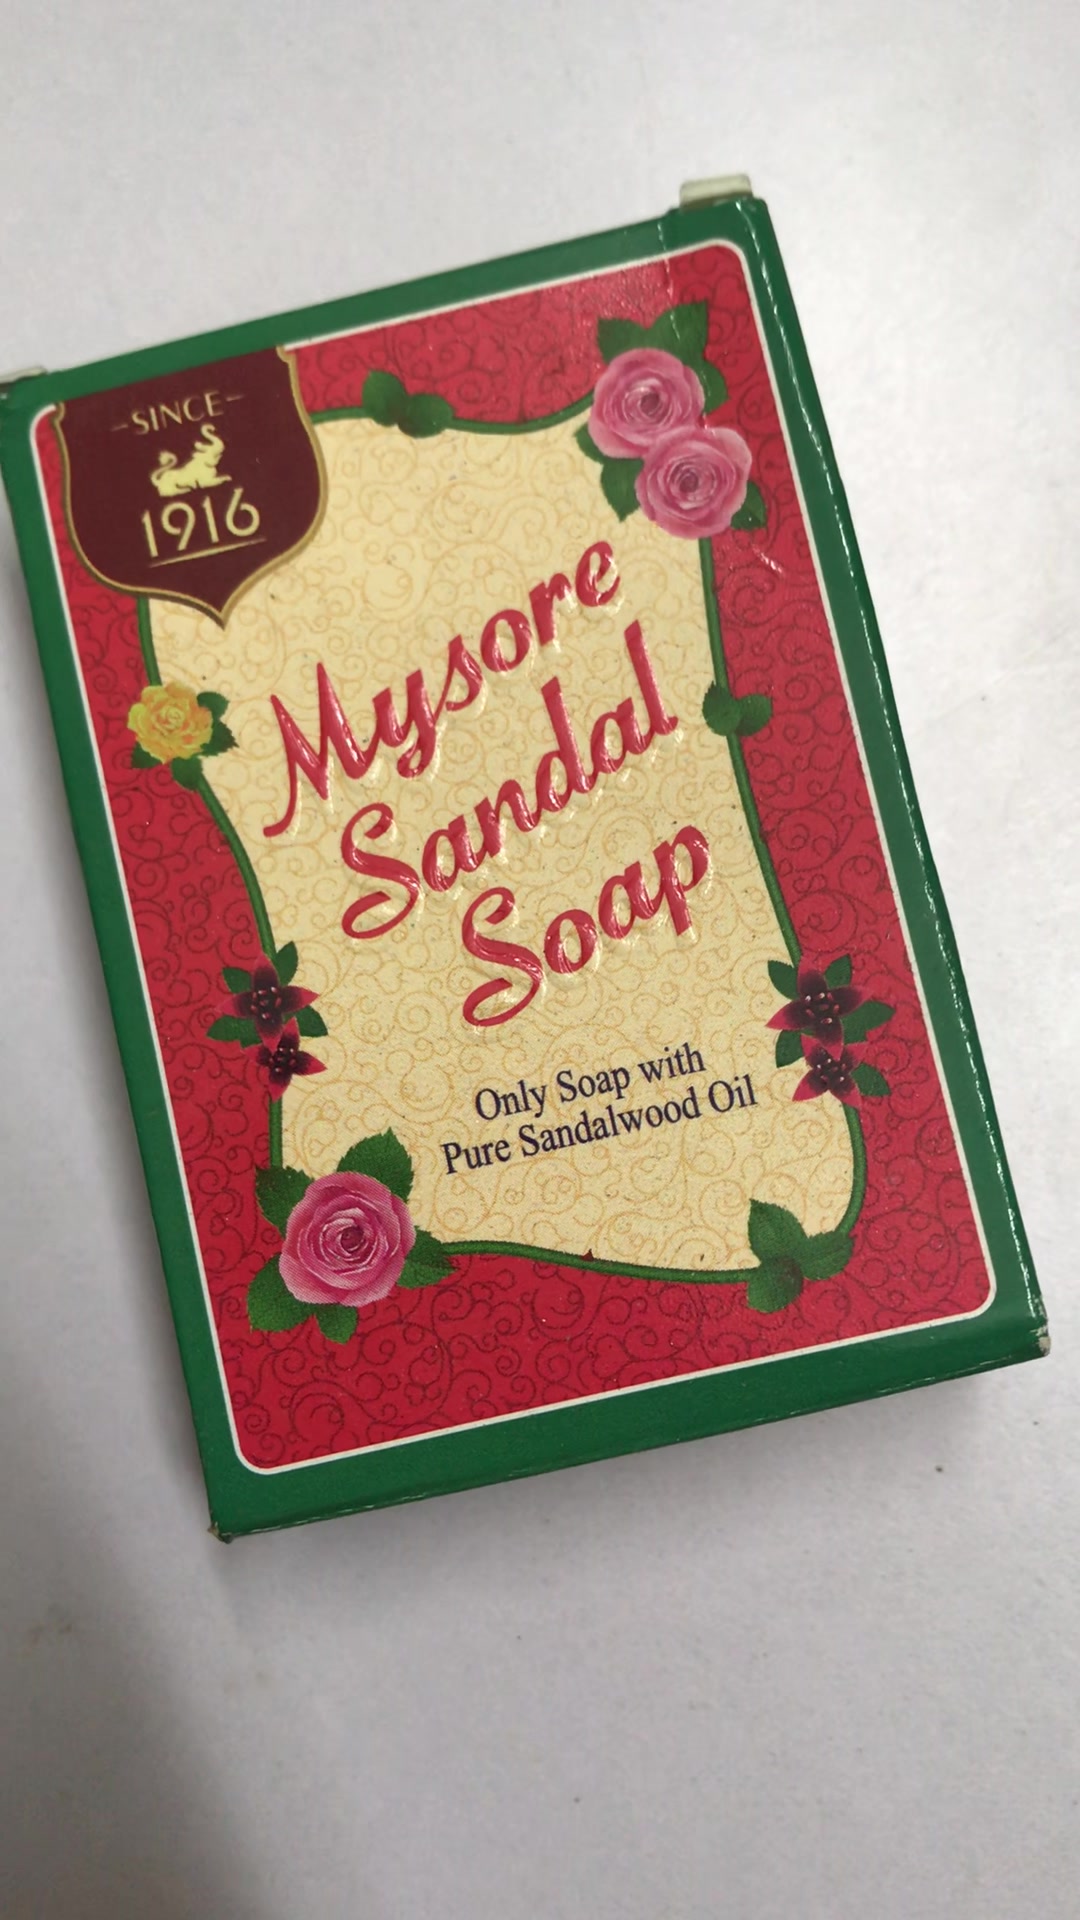 -SINCE-
1916
Mysore
Sandal
Soap
Only Soap with
Pure Sandalwood Oil